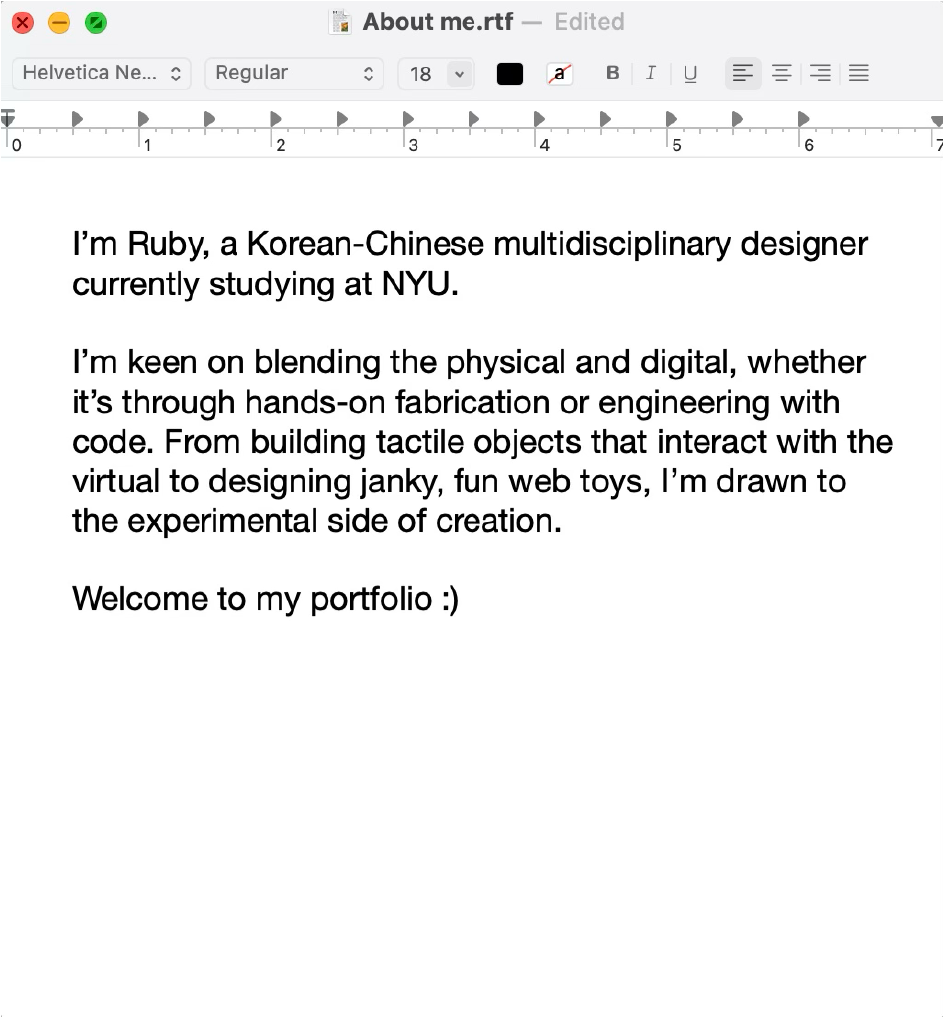 About me.rtf — Edited
Helvetica Ne... Regular 18 a B I U
0 1 2 3 4 5 6 7
I’m Ruby, a Korean-Chinese multidisciplinary designer
currently studying at NYU.
I’m keen on blending the physical and digital, whether
it’s through hands-on fabrication or engineering with
code. From building tactile objects that interact with the
virtual to designing janky, fun web toys, I’m drawn to
the experimental side of creation.
Welcome to my portfolio :)